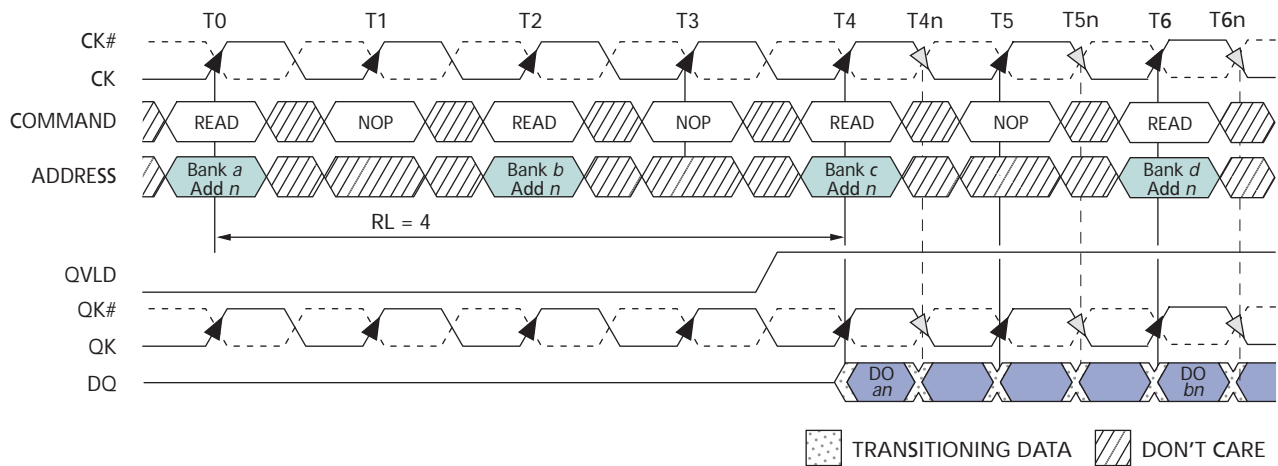 T0 T1 T2 T3 T4 T4n T5 T5n T6 T6n
CK#
CK
COMMAND READ NOP READ NOP READ NOP READ
ADDRESS Bank a Add n Bank b Add n Bank c Add n Bank d Add n
RL = 4
QVLD
QK#
QK
DQ DO an DO bn
TRANSITIONING DATA DON'T CARE